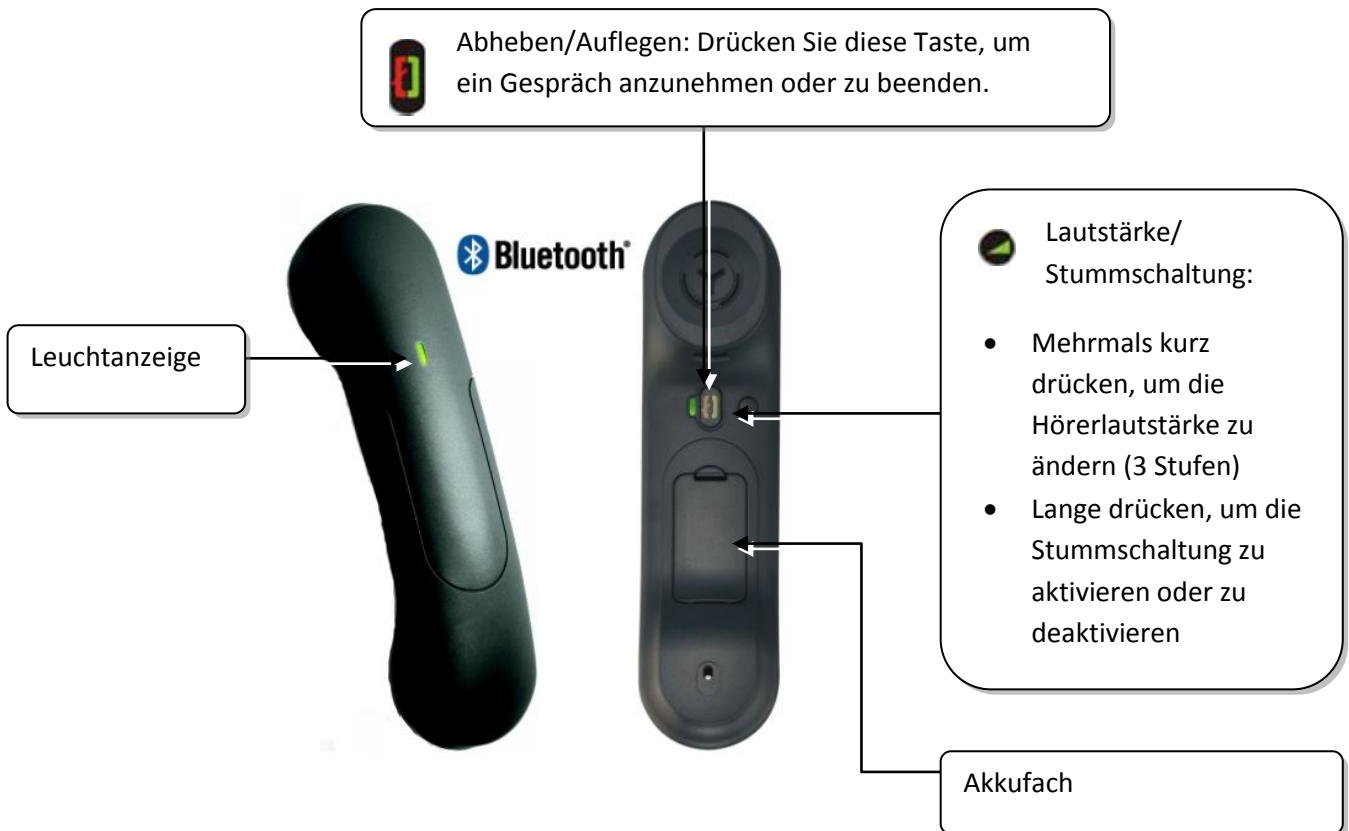 Abheben/Auflegen: Drücken Sie diese Taste, um
ein Gespräch anzunehmen oder zu beenden.
Bluetooth®
Leuchtanzeige
Lautstärke/
Stummschaltung:
• Mehrmals kurz
drücken, um die
Hörerlautstärke zu
ändern (3 Stufen)
• Lange drücken, um die
Stummschaltung zu
aktivieren oder zu
deaktivieren
Akkufach